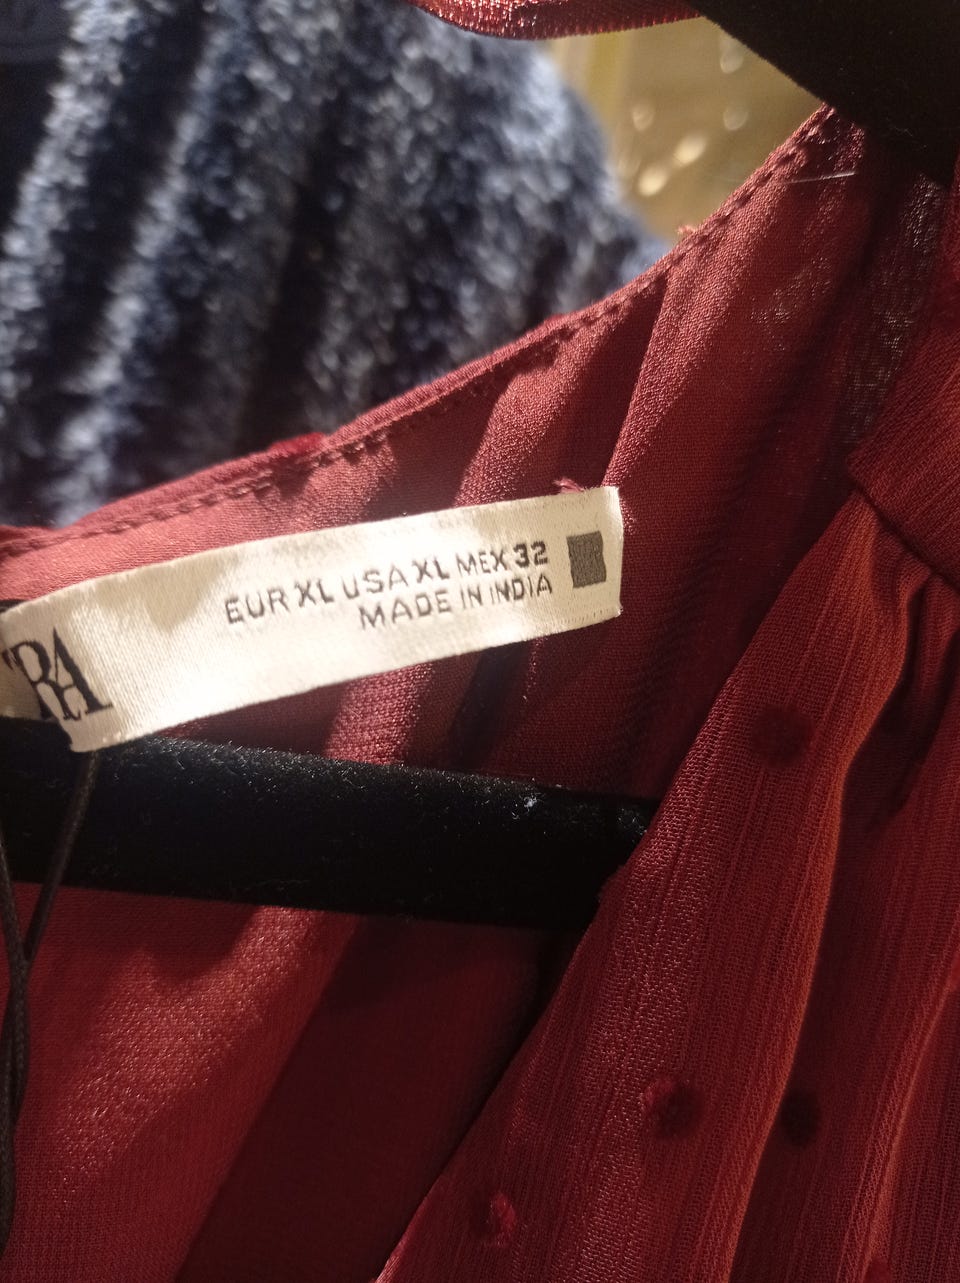 RA
EUR XL USA XL MEX 32
MADE IN INDIA